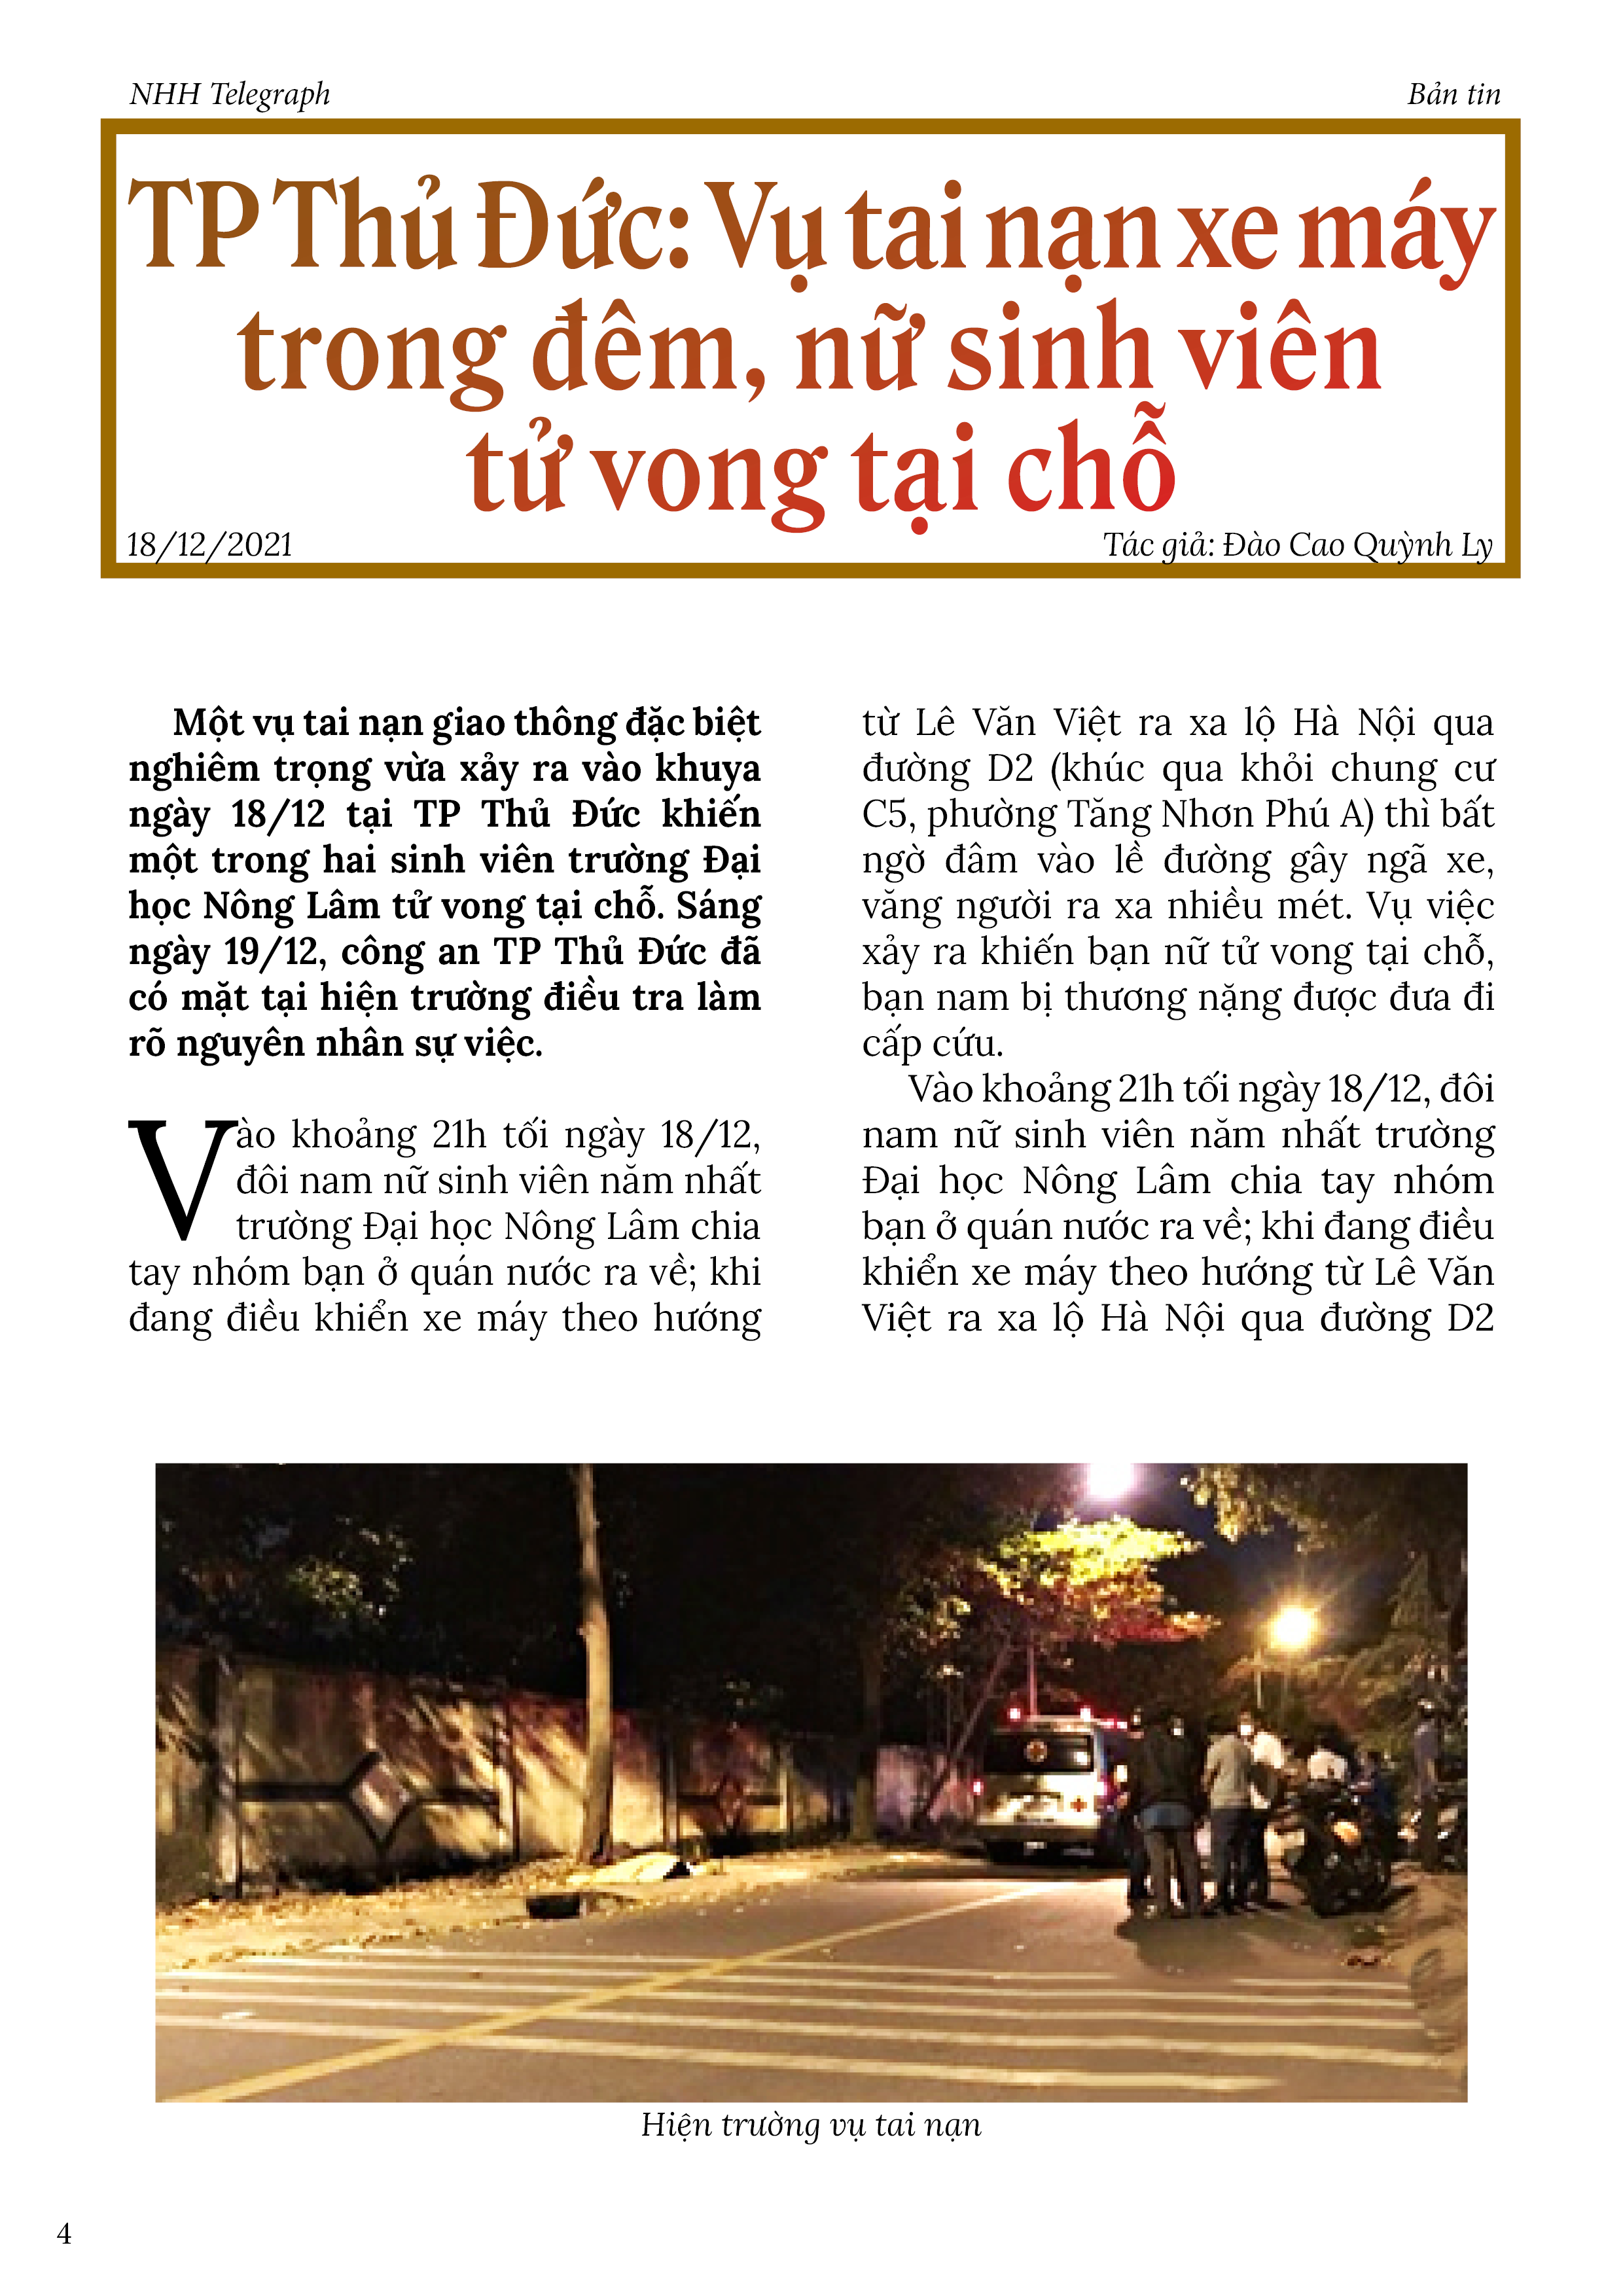 NHH Telegraph
Bản tin
TP Thủ Đức: Vụ tai nạn xe máy
trong đêm, nữ sinh viên
tử vong tại chỗ
18/12/2021
Tác giả: Đào Cao Quỳnh Ly
Một vụ tai nạn giao thông đặc biệt
nghiêm trọng vừa xảy ra vào khuya
ngày 18/12 tại TP Thủ Đức khiến
một trong hai sinh viên trường Đại
học Nông Lâm tử vong tại chỗ. Sáng
ngày 19/12, công an TP Thủ Đức đã
có mặt tại hiện trường điều tra làm
rõ nguyên nhân sự việc.
Vào khoảng 21h tối ngày 18/12,
đôi nam nữ sinh viên năm nhất
trường Đại học Nông Lâm chia
tay nhóm bạn ở quán nước ra về; khi
đang điều khiển xe máy theo hướng
từ Lê Văn Việt ra xa lộ Hà Nội qua
đường D2 (khúc qua khỏi chung cư
C5, phường Tăng Nhơn Phú A) thì bất
ngờ đâm vào lề đường gây ngã xe,
văng người ra xa nhiều mét. Vụ việc
xảy ra khiến bạn nữ tử vong tại chỗ,
bạn nam bị thương nặng được đưa đi
cấp cứu.
Vào khoảng 21h tối ngày 18/12, đôi
nam nữ sinh viên năm nhất trường
Đại học Nông Lâm chia tay nhóm
bạn ở quán nước ra về; khi đang điều
khiển xe máy theo hướng từ Lê Văn
Việt ra xa lộ Hà Nội qua đường D2
Hiện trường vụ tai nạn
4